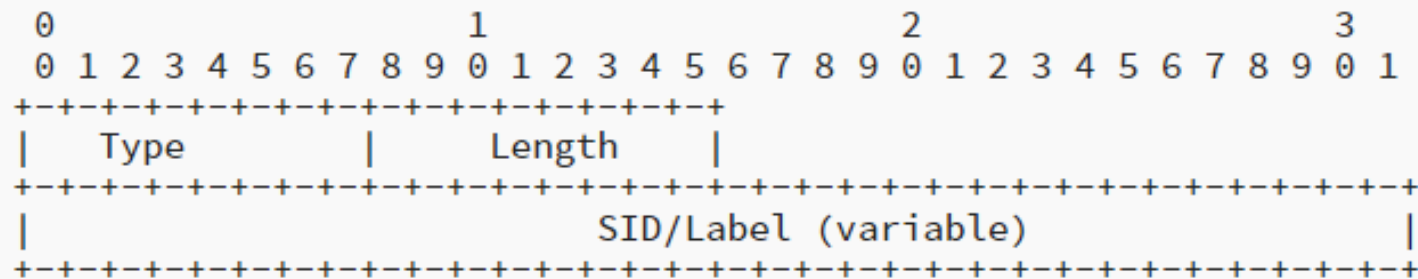 0                   1                   2                   3
 0 1 2 3 4 5 6 7 8 9 0 1 2 3 4 5 6 7 8 9 0 1 2 3 4 5 6 7 8 9 0 1
+-+-+-+-+-+-+-+-+-+-+-+-+-+-+-+-+
|   Type        |     Length    |
+-+-+-+-+-+-+-+-+-+-+-+-+-+-+-+-+-+-+-+-+-+-+-+-+-+-+-+-+-+-+-+-+
|                          SID/Label (variable)                 |
+-+-+-+-+-+-+-+-+-+-+-+-+-+-+-+-+-+-+-+-+-+-+-+-+-+-+-+-+-+-+-+-+